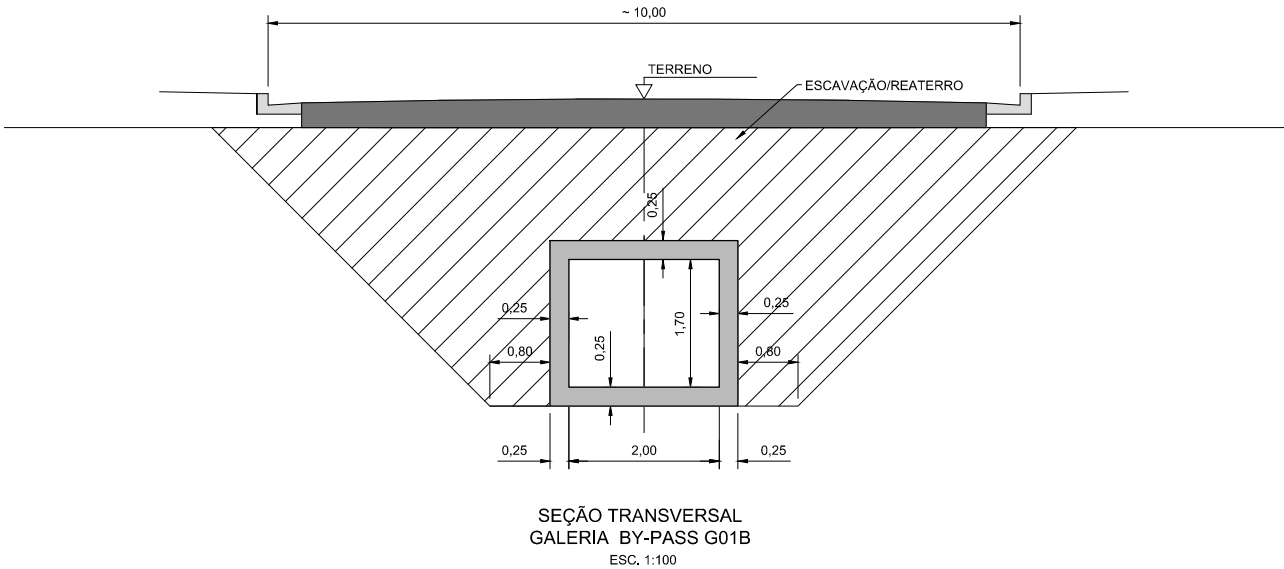 ~ 10,00
TERRENO
ESCAVAÇÃO/REATERRO
0,25
0,25
0,25
1,70
0,80
0,25
0,80
0,25
2,00
0,25
SEÇÃO TRANSVERSAL
GALERIA BY-PASS G01B
ESC. 1:100